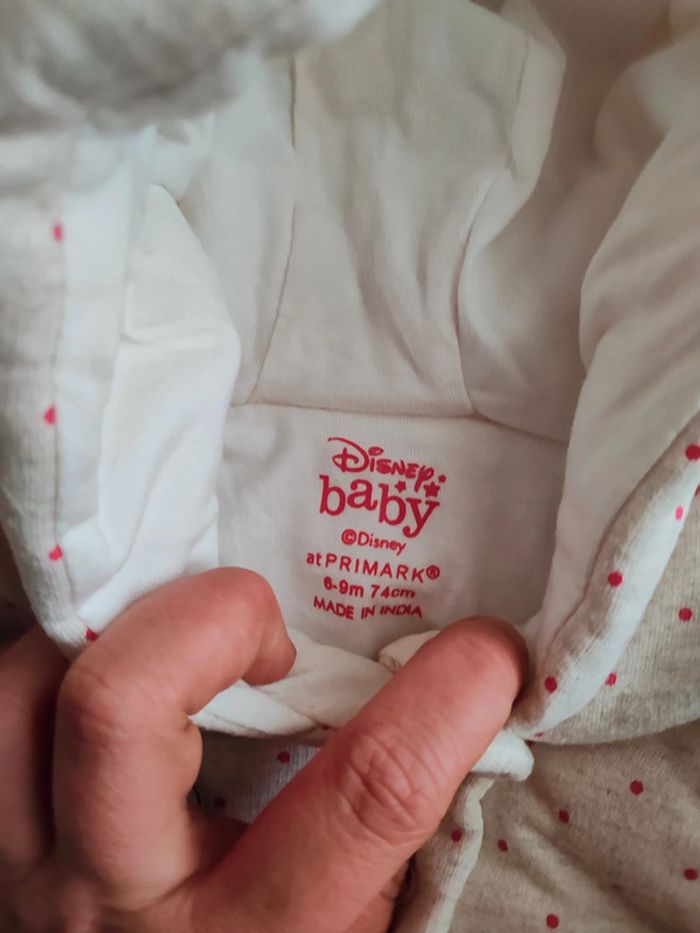 Disney
baby
©Disney
at PRIMARK®
6-9m 74cm
MADE IN INDIA